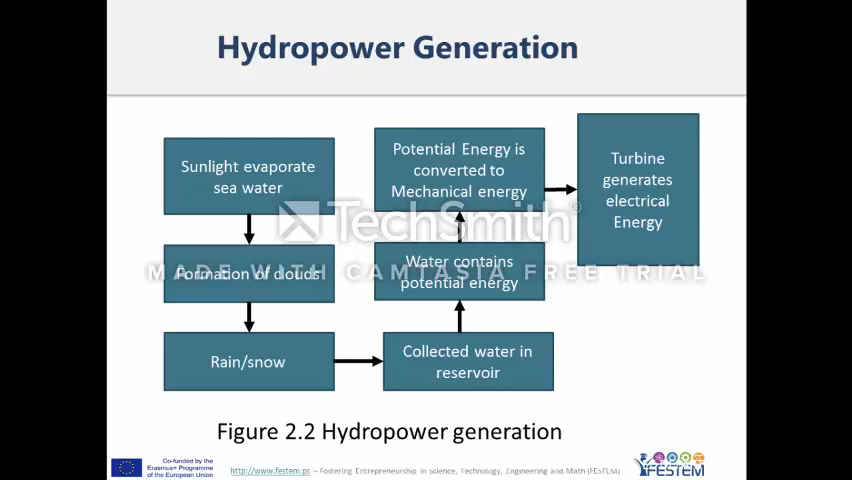 Hydropower Generation
Sunlight evaporate
sea water
Formation of clouds
Rain/snow
Collected water in
reservoir
Water contains
potential energy
Potential Energy is
converted to
Mechanical energy
Turbine
generates
electrical
Energy
TechSmith®
MADE WITH CAMTASIA FREE TRIAL
Figure 2.2 Hydropower generation
Co-funded by the
Erasmus+ Programme
of the European Union
http://www.festem.ps – Fostering Entrepreneurship in Science, Technology, Engineering and Math (FESTEM)
FESTEM